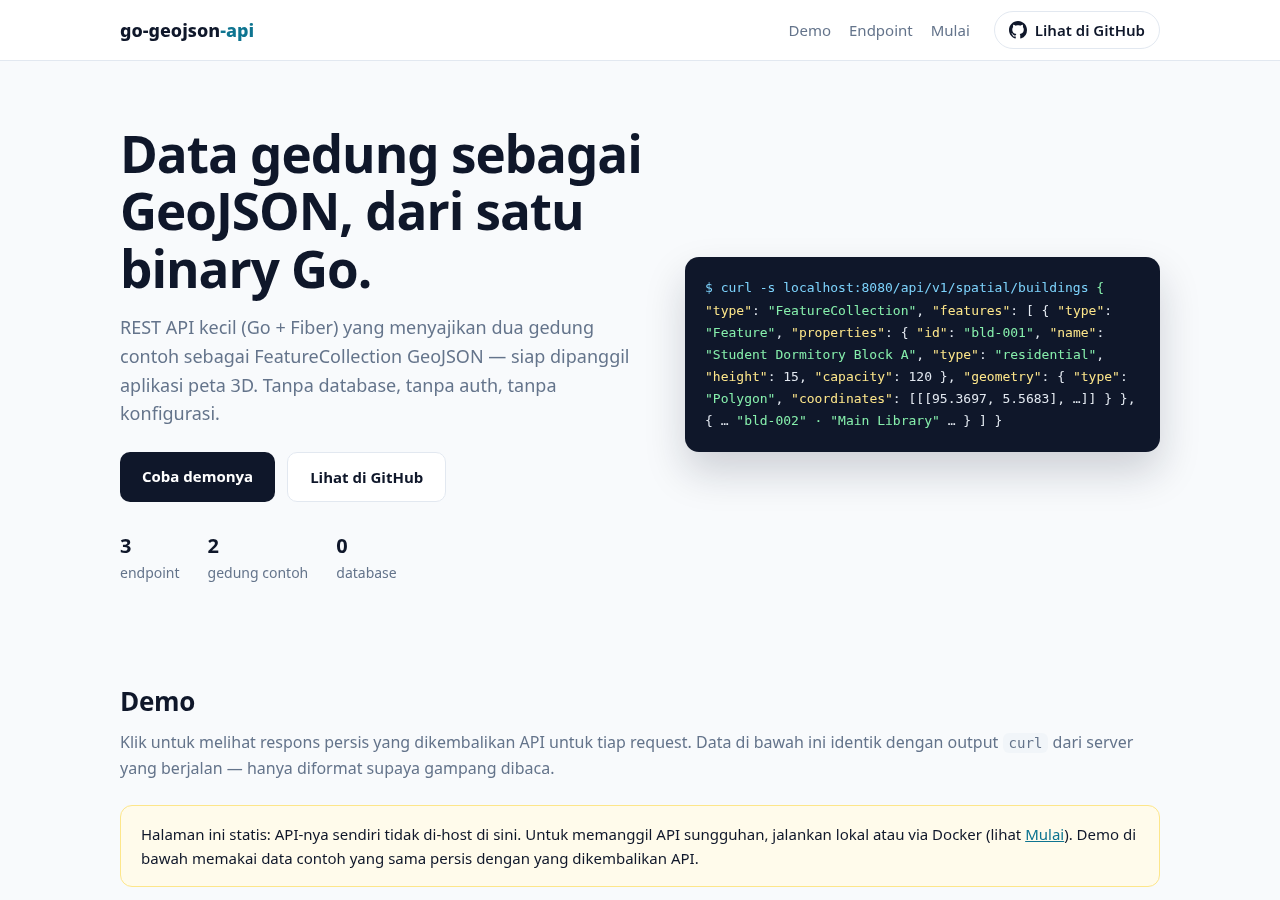 go-geojson-api
Demo
Endpoint
Mulai
Lihat di GitHub
Data gedung sebagai
GeoJSON, dari satu
binary Go.
REST API kecil (Go + Fiber) yang menyajikan dua gedung
contoh sebagai FeatureCollection GeoJSON — siap dipanggil
aplikasi peta 3D. Tanpa database, tanpa auth, tanpa
konfigurasi.
Coba demonya
Lihat di GitHub
3
endpoint
2
gedung contoh
0
database
$ curl -s localhost:8080/api/v1/spatial/buildings {
"type": "FeatureCollection", "features": [ { "type":
"Feature", "properties": { "id": "bld-001", "name":
"Student Dormitory Block A", "type": "residential",
"height": 15, "capacity": 120 }, "geometry": { "type":
"Polygon", "coordinates": [[[95.3697, 5.5683], …]] } },
{ … "bld-002" · "Main Library" … } ] }
Demo
Klik untuk melihat respons persis yang dikembalikan API untuk tiap request. Data di bawah ini identik dengan output curl dari server
yang berjalan — hanya diformat supaya gampang dibaca.
Halaman ini statis: API-nya sendiri tidak di-host di sini. Untuk memanggil API sungguhan, jalankan lokal atau via Docker (lihat Mulai). Demo di
bawah memakai data contoh yang sama persis dengan yang dikembalikan API.